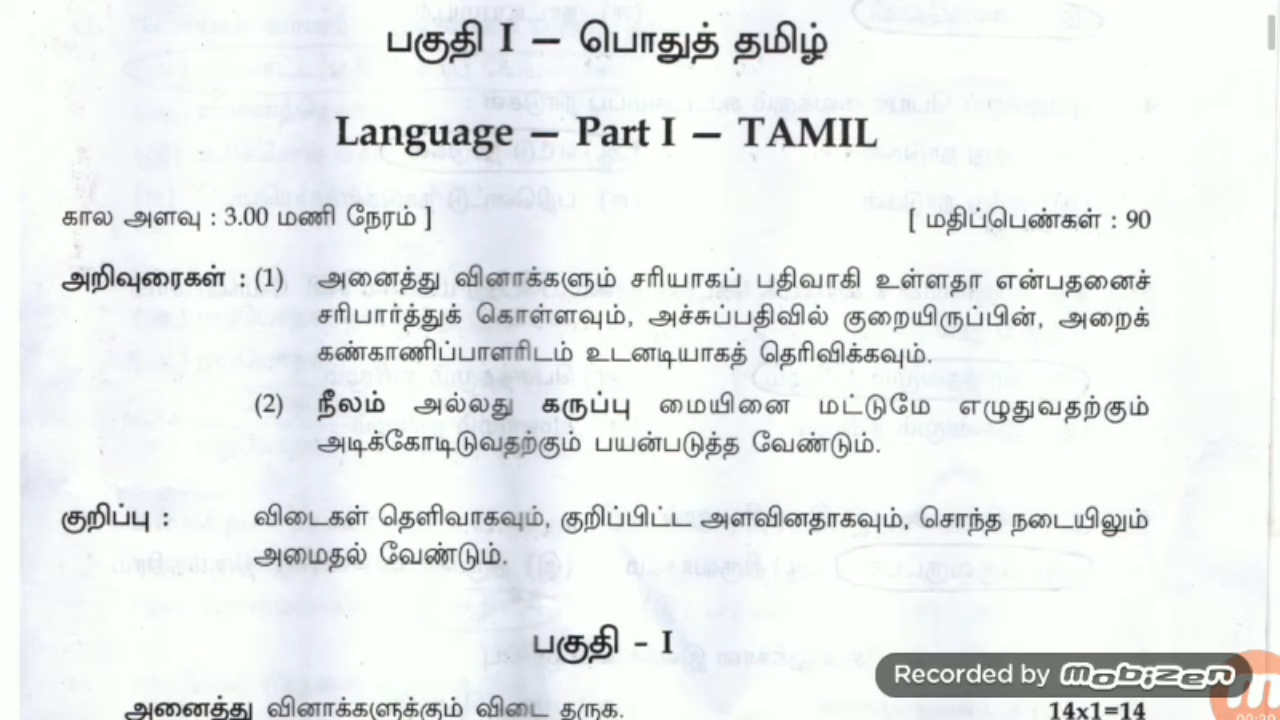 பகுதி I – பொதுத் தமிழ்
Language – Part I – TAMIL
கால அளவு : 3.00 மணி நேரம் ] [ மதிப்பெண்கள் : 90
அறிவுரைகள் : (1) அனைத்து வினாக்களும் சரியாகப் பதிவாகி உள்ளதா என்பதனைச்
சரிபார்த்துக் கொள்ளவும், அச்சுப்பதிவில் குறையிருப்பின், அறைக்
கண்காணிப்பாளரிடம் உடனடியாகத் தெரிவிக்கவும்.
(2) நீலம் அல்லது கருப்பு மையினை மட்டுமே எழுதுவதற்கும்
அடிக்கோடிடுவதற்கும் பயன்படுத்த வேண்டும்.
குறிப்பு : விடைகள் தெளிவாகவும், குறிப்பிட்ட அளவினதாகவும், சொந்த நடையிலும்
அமைதல் வேண்டும்.
பகுதி - I
அனைத்து வினாக்களுக்கும் விடை தருக. 14x1=14
Recorded by mobizen